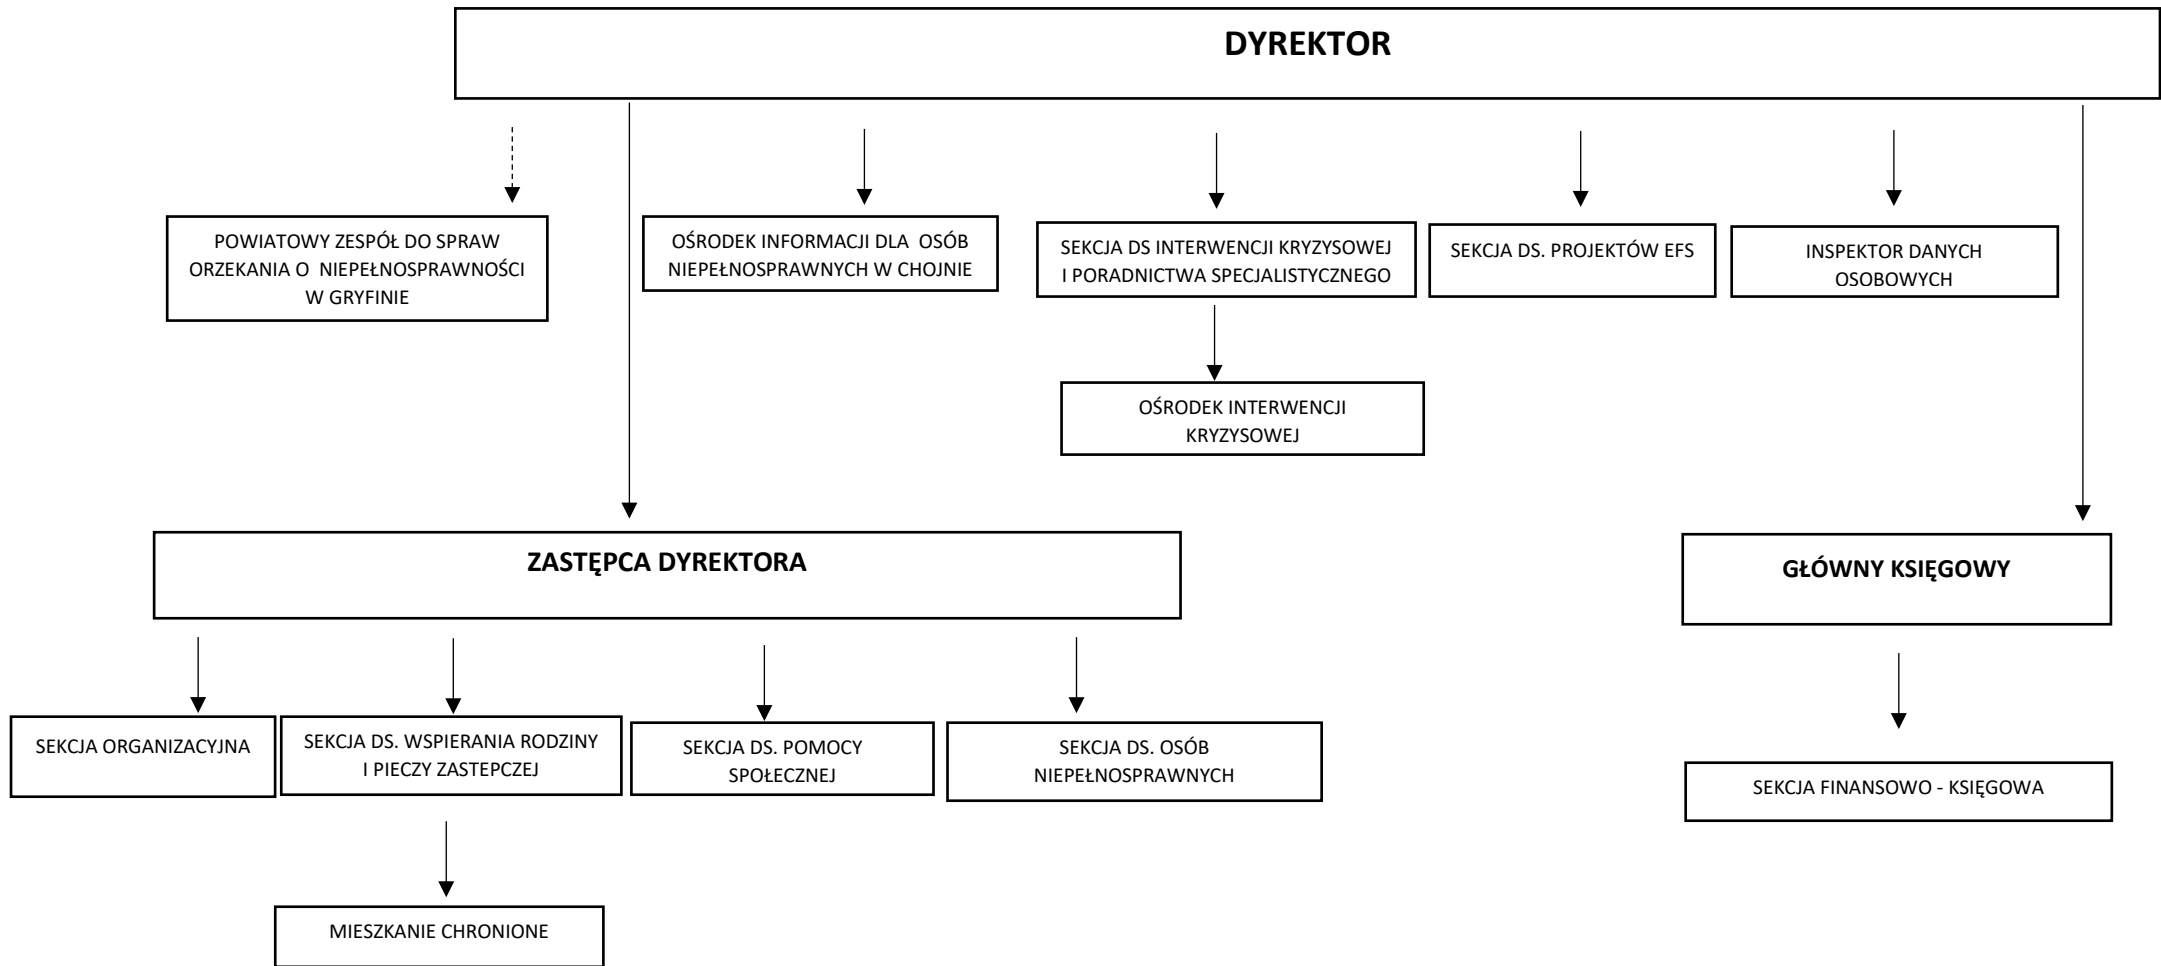 DYREKTOR
POWIATOWY ZESPÓŁ DO SPRAW
ORZEKANIA O NIEPEŁNOSPRAWNOŚCI
W GRYFINIE
OŚRODEK INFORMACJI DLA OSÓB
NIEPEŁNOSPRAWNYCH W CHOJNIE
SEKCJA DS INTERWENCJI KRYZYSOWEJ
I PORADNICTWA SPECJALISTYCZNEGO
SEKCJA DS. PROJEKTÓW EFS
INSPEKTOR DANYCH
OSOBOWYCH
OŚRODEK INTERWENCJI
KRYZYSOWEJ
ZASTĘPCA DYREKTORA
GŁÓWNY KSIĘGOWY
SEKCJA ORGANIZACYJNA
SEKCJA DS. WSPIERANIA RODZINY
I PIECZY ZASTEPCZEJ
SEKCJA DS. POMOCY
SPOŁECZNEJ
SEKCJA DS. OSÓB
NIEPEŁNOSPRAWNYCH
SEKCJA FINANSOWO - KSIĘGOWA
MIESZKANIE CHRONIONE